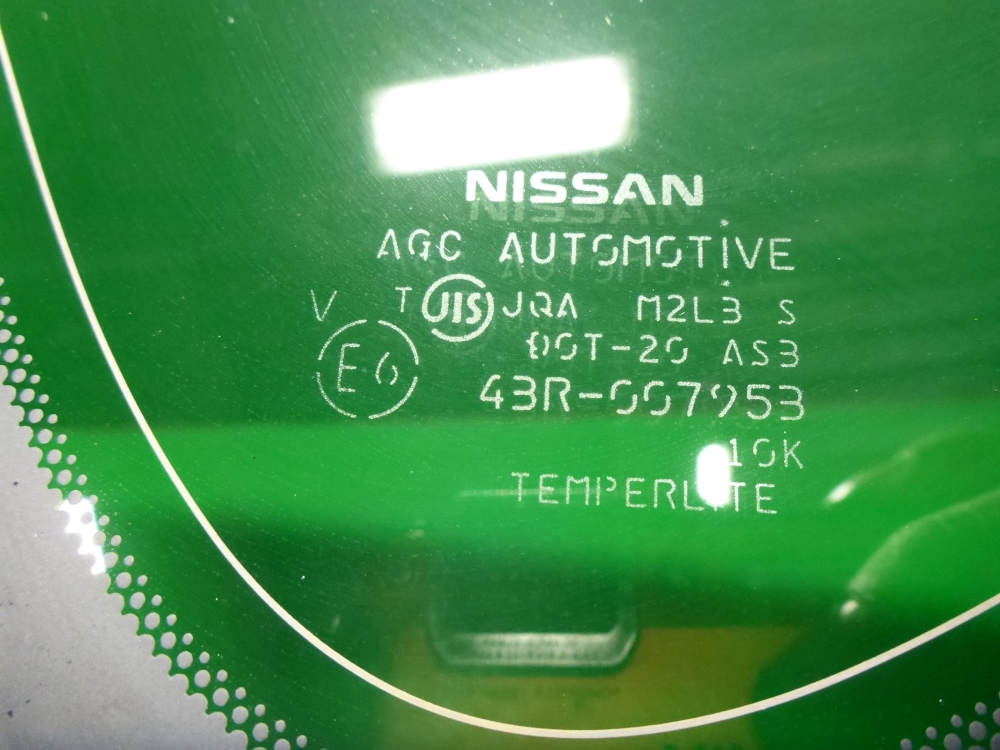 NISSAN
AGC AUTOMOTIVE
V T JIS JQA M2L3 S
DOT-20 AS3
E6 43R-007953
10K
TEMPERLITE